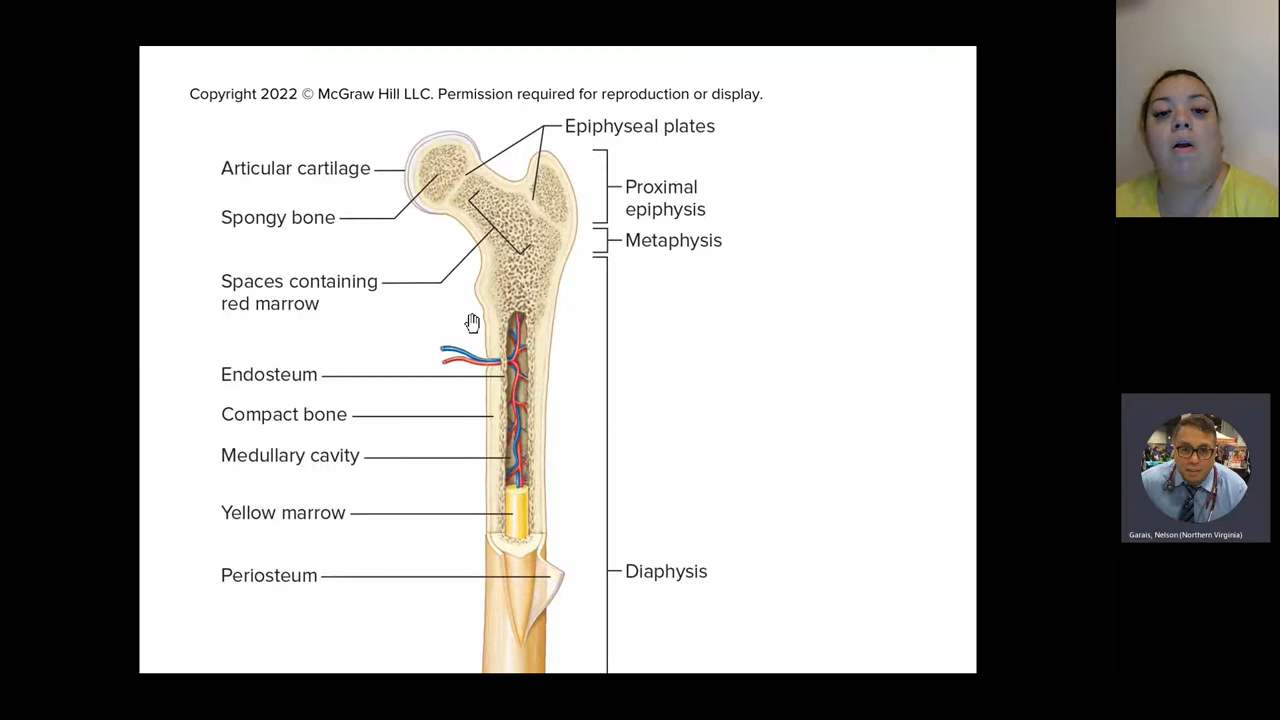 Copyright 2022 © McGraw Hill LLC. Permission required for reproduction or display.
Epiphyseal plates
Articular cartilage
Proximal
epiphysis
Spongy bone
Metaphysis
Spaces containing
red marrow
Endosteum
Compact bone
Medullary cavity
Yellow marrow
Periosteum
Diaphysis
Garais, Nelson (Northern Virginia)